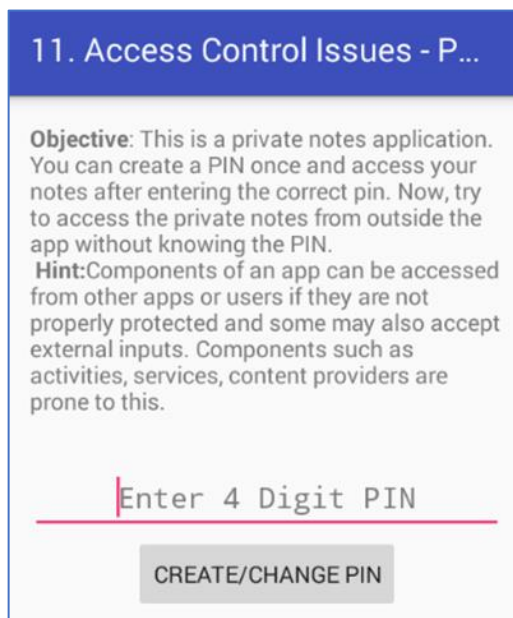 11. Access Control Issues - P...
Objective: This is a private notes application.
You can create a PIN once and access your
notes after entering the correct pin. Now, try
to access the private notes from outside the
app without knowing the PIN.
Hint:Components of an app can be accessed
from other apps or users if they are not
properly protected and some may also accept
external inputs. Components such as
activities, services, content providers are
prone to this.
Enter 4 Digit PIN
CREATE/CHANGE PIN